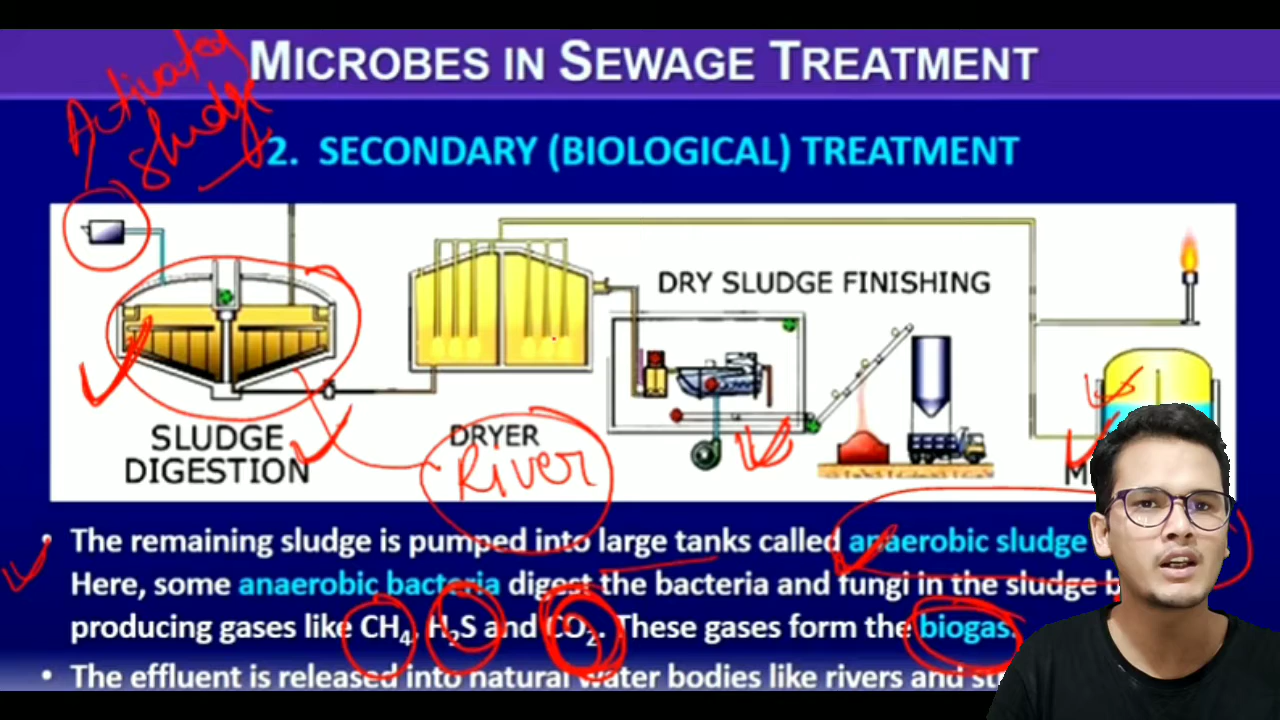 MICROBES IN SEWAGE TREATMENT
Activated
sludge
2. SECONDARY (BIOLOGICAL) TREATMENT
DRY SLUDGE FINISHING
SLUDGE
DIGESTION
DRYER
River
The remaining sludge is pumped into large tanks called anaerobic sludge
Here, some anaerobic bacteria digest the bacteria and fungi in the sludge
producing gases like CH₄, H₂S and CO₂. These gases form the biogas.
• The effluent is released into natural water bodies like rivers and